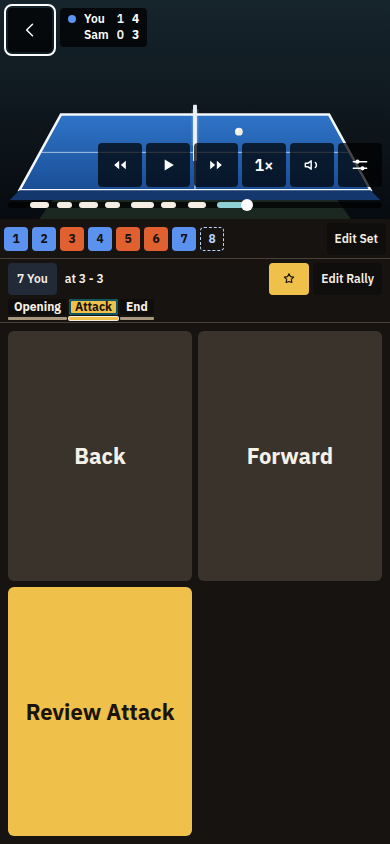 You 1 4
Sam 0 3
1×
1 2 3 4 5 6 7 8 Edit Set
7 You at 3 - 3 Edit Rally
Opening Attack End
Back Forward
Review Attack